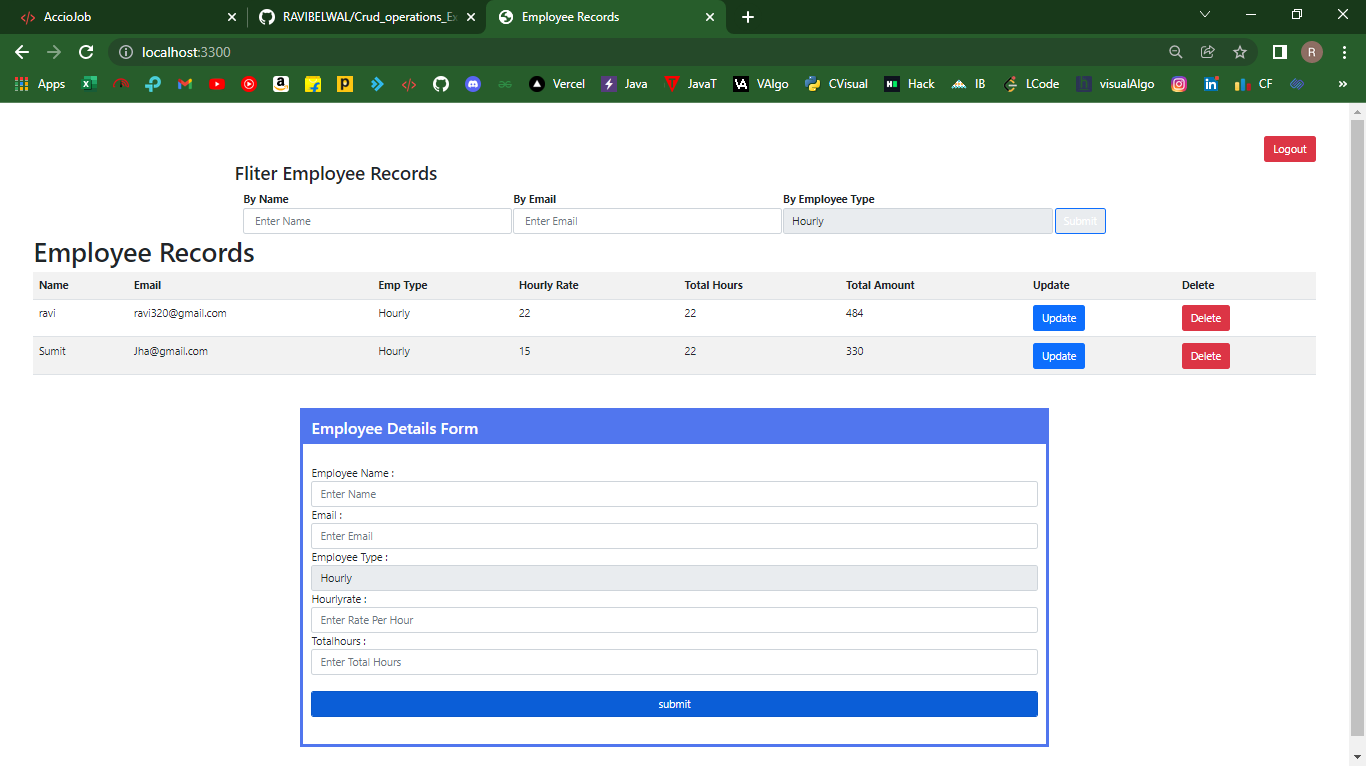 AccioJob
RAVIBELWAL/Crud_operations_Ex
Employee Records
localhost:3300
R
Apps
Vercel
Java
JavaT
VAlgo
CVisual
Hack
IB
LCode
visualAlgo
CF
Logout
Fliter Employee Records
By Name By Email By Employee Type
Enter Name Enter Email Hourly Submit
Employee Records
Name Email Emp Type Hourly Rate Total Hours Total Amount Update Delete
ravi ravi320@gmail.com Hourly 22 22 484 Update Delete
Sumit Jha@gmail.com Hourly 15 22 330 Update Delete
Employee Details Form
Employee Name :
Enter Name
Email :
Enter Email
Employee Type :
Hourly
Hourlyrate :
Enter Rate Per Hour
Totalhours :
Enter Total Hours
submit